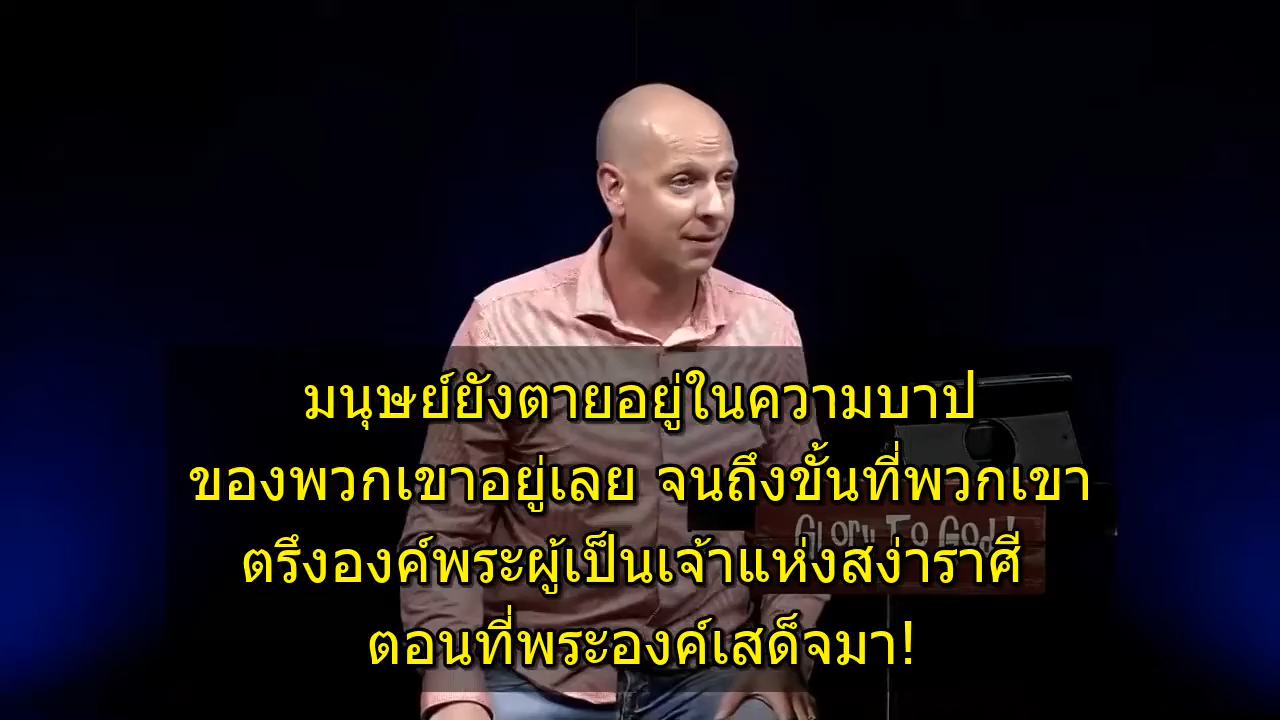 มนุษย์ยังตายอยู่ในความบาป
ของพวกเขาอยู่เลย จนถึงขั้นที่พวกเขา
ตรึงองค์พระผู้เป็นเจ้าแห่งสง่าราศี
ตอนที่พระองค์เสด็จมา!
Glory To God!